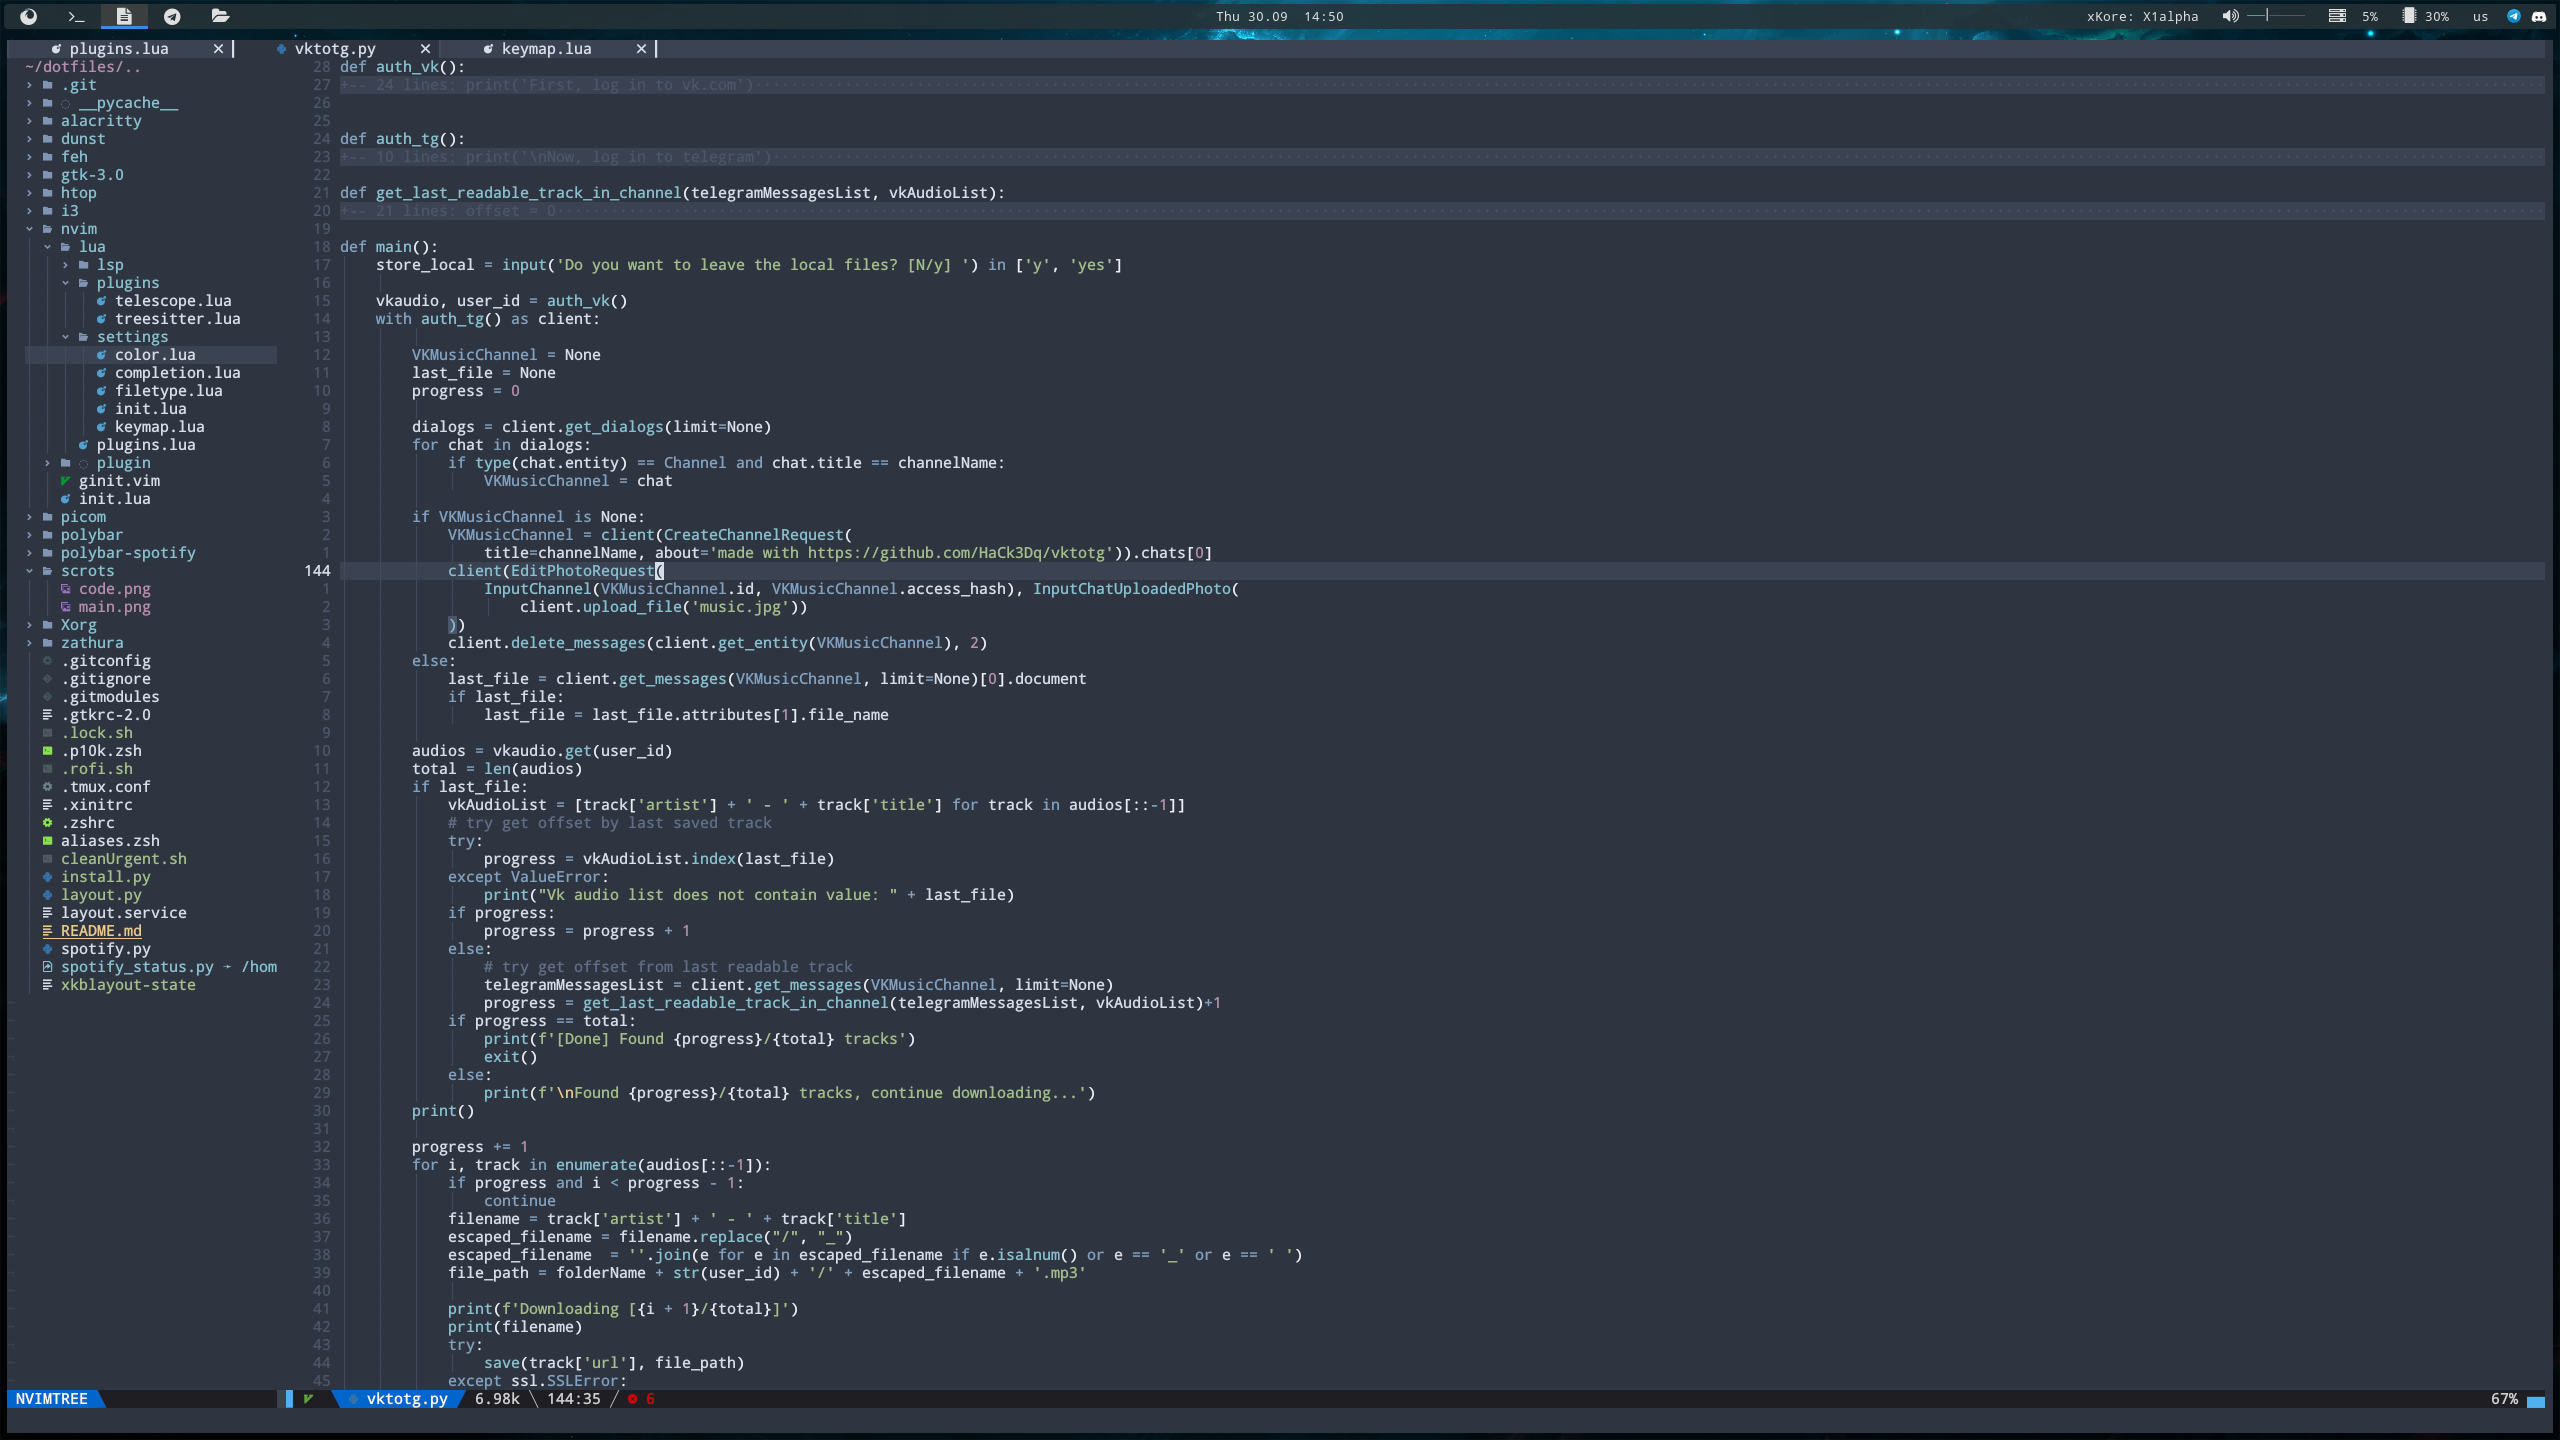 Thu 30.09 14:50
xKore: X1alpha 5% 30% us
plugins.lua vktotg.py keymap.lua
~/dotfiles/..
.git
__pycache__
alacritty
dunst
feh
gtk-3.0
htop
i3
nvim
lua
lsp
plugins
telescope.lua
treesitter.lua
settings
color.lua
completion.lua
filetype.lua
init.lua
keymap.lua
plugins.lua
plugin
ginit.vim
init.lua
picom
polybar
polybar-spotify
scrots
code.png
main.png
Xorg
zathura
.gitconfig
.gitignore
.gitmodules
.gtkrc-2.0
.lock.sh
.p10k.zsh
.rofi.sh
.tmux.conf
.xinitrc
.zshrc
aliases.zsh
cleanUrgent.sh
install.py
layout.py
layout.service
README.md
spotify.py
spotify_status.py → /hom
xkblayout-state
28 def auth_vk():
27 +-- 24 lines: print('First, log in to vk.com')
26
25
24 def auth_tg():
23 +-- 10 lines: print('\nNow, log in to telegram')
22
21 def get_last_readable_track_in_channel(telegramMessagesList, vkAudioList):
20 +-- 21 lines: offset = 0
19
18 def main():
17 store_local = input('Do you want to leave the local files? [N/y] ') in ['y', 'yes']
16
15 vkaudio, user_id = auth_vk()
14 with auth_tg() as client:
13
12 VKMusicChannel = None
11 last_file = None
10 progress = 0
9
8 dialogs = client.get_dialogs(limit=None)
7 for chat in dialogs:
6 if type(chat.entity) == Channel and chat.title == channelName:
5 VKMusicChannel = chat
4
3 if VKMusicChannel is None:
2 VKMusicChannel = client(CreateChannelRequest(
1 title=channelName, about='made with https://github.com/HaCk3Dq/vktotg')).chats[0]
144 client(EditPhotoRequest(
1 InputChannel(VKMusicChannel.id, VKMusicChannel.access_hash), InputChatUploadedPhoto(
2 client.upload_file('music.jpg'))
3 ))
4 client.delete_messages(client.get_entity(VKMusicChannel), 2)
5 else:
6 last_file = client.get_messages(VKMusicChannel, limit=None)[0].document
7 if last_file:
8 last_file = last_file.attributes[1].file_name
9
10 audios = vkaudio.get(user_id)
11 total = len(audios)
12 if last_file:
13 vkAudioList = [track['artist'] + ' - ' + track['title'] for track in audios[::-1]]
14 # try get offset by last saved track
15 try:
16 progress = vkAudioList.index(last_file)
17 except ValueError:
18 print("Vk audio list does not contain value: " + last_file)
19 if progress:
20 progress = progress + 1
21 else:
22 # try get offset from last readable track
23 telegramMessagesList = client.get_messages(VKMusicChannel, limit=None)
24 progress = get_last_readable_track_in_channel(telegramMessagesList, vkAudioList)+1
25 if progress == total:
26 print(f'[Done] Found {progress}/{total} tracks')
27 exit()
28 else:
29 print(f'\nFound {progress}/{total} tracks, continue downloading...')
30 print()
31
32 progress += 1
33 for i, track in enumerate(audios[::-1]):
34 if progress and i < progress - 1:
35 continue
36 filename = track['artist'] + ' - ' + track['title']
37 escaped_filename = filename.replace("/", "_")
38 escaped_filename  = ''.join(e for e in escaped_filename if e.isalnum() or e == '_' or e == ' ')
39 file_path = folderName + str(user_id) + '/' + escaped_filename + '.mp3'
40
41 print(f'Downloading [{i + 1}/{total}]')
42 print(filename)
43 try:
44 save(track['url'], file_path)
45 except ssl.SSLError:
NVIMTREE vktotg.py 6.98k \ 144:35 / 6 67%